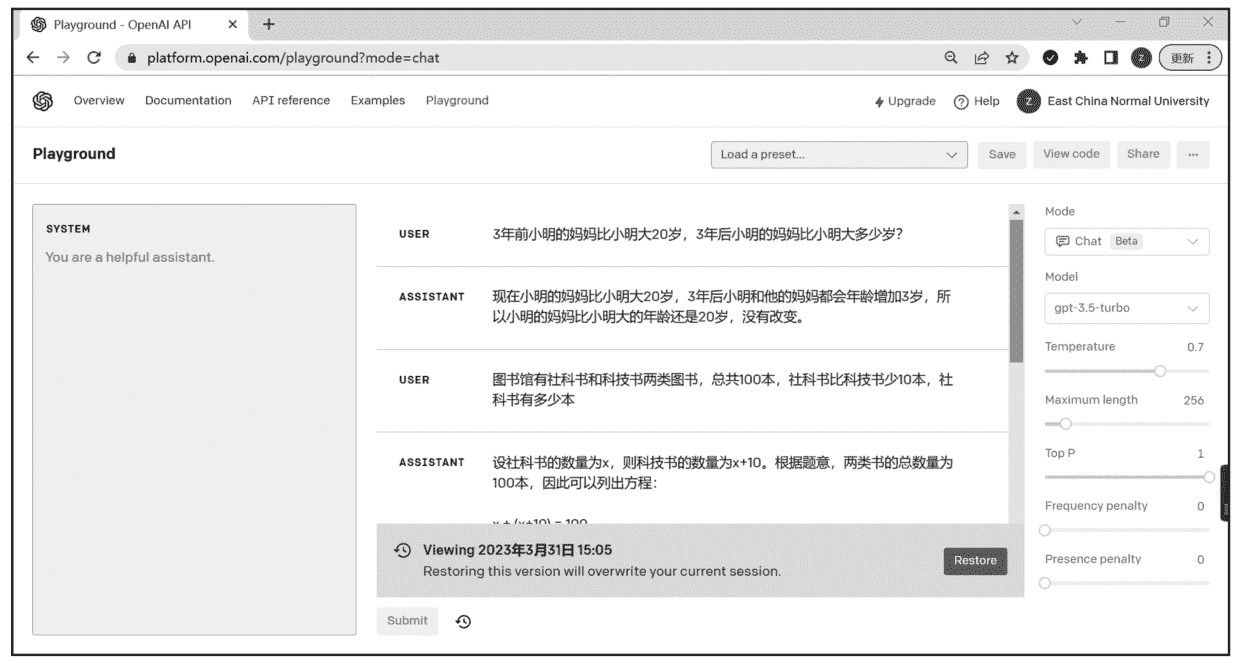 Playground - OpenAI API
platform.openai.com/playground?mode=chat
Z
更新
Overview Documentation API reference Examples Playground
Upgrade Help Z East China Normal University
Playground
Load a preset... Save View code Share ...
SYSTEM
You are a helpful assistant.
USER 3年前小明的妈妈比小明大20岁，3年后小明的妈妈比小明大多少岁？
ASSISTANT 现在小明的妈妈比小明大20岁，3年后小明和他的妈妈都会年龄增加3岁，所
以小明的妈妈比小明大的年龄还是20岁，没有改变。
USER 图书馆有社科书和科技书两类图书，总共100本，社科书比科技书少10本，社
科书有多少本
ASSISTANT 设社科书的数量为x，则科技书的数量为x+10。根据题意，两类书的总数量为
100本，因此可以列出方程：
x + (x+10) = 100
Viewing 2023年3月31日 15:05
Restoring this version will overwrite your current session.
Restore
Submit
Mode
Chat Beta
Model
gpt-3.5-turbo
Temperature 0.7
Maximum length 256
Top P 1
Frequency penalty 0
Presence penalty 0